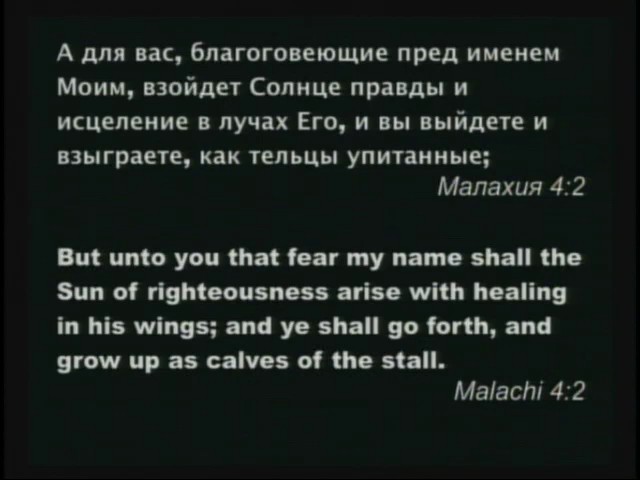 А для вас, благоговеющие пред именем
Моим, взойдет Солнце правды и
исцеление в лучах Его, и вы выйдете и
взыграете, как тельцы упитанные;
Малахия 4:2
But unto you that fear my name shall the
Sun of righteousness arise with healing
in his wings; and ye shall go forth, and
grow up as calves of the stall.
Malachi 4:2